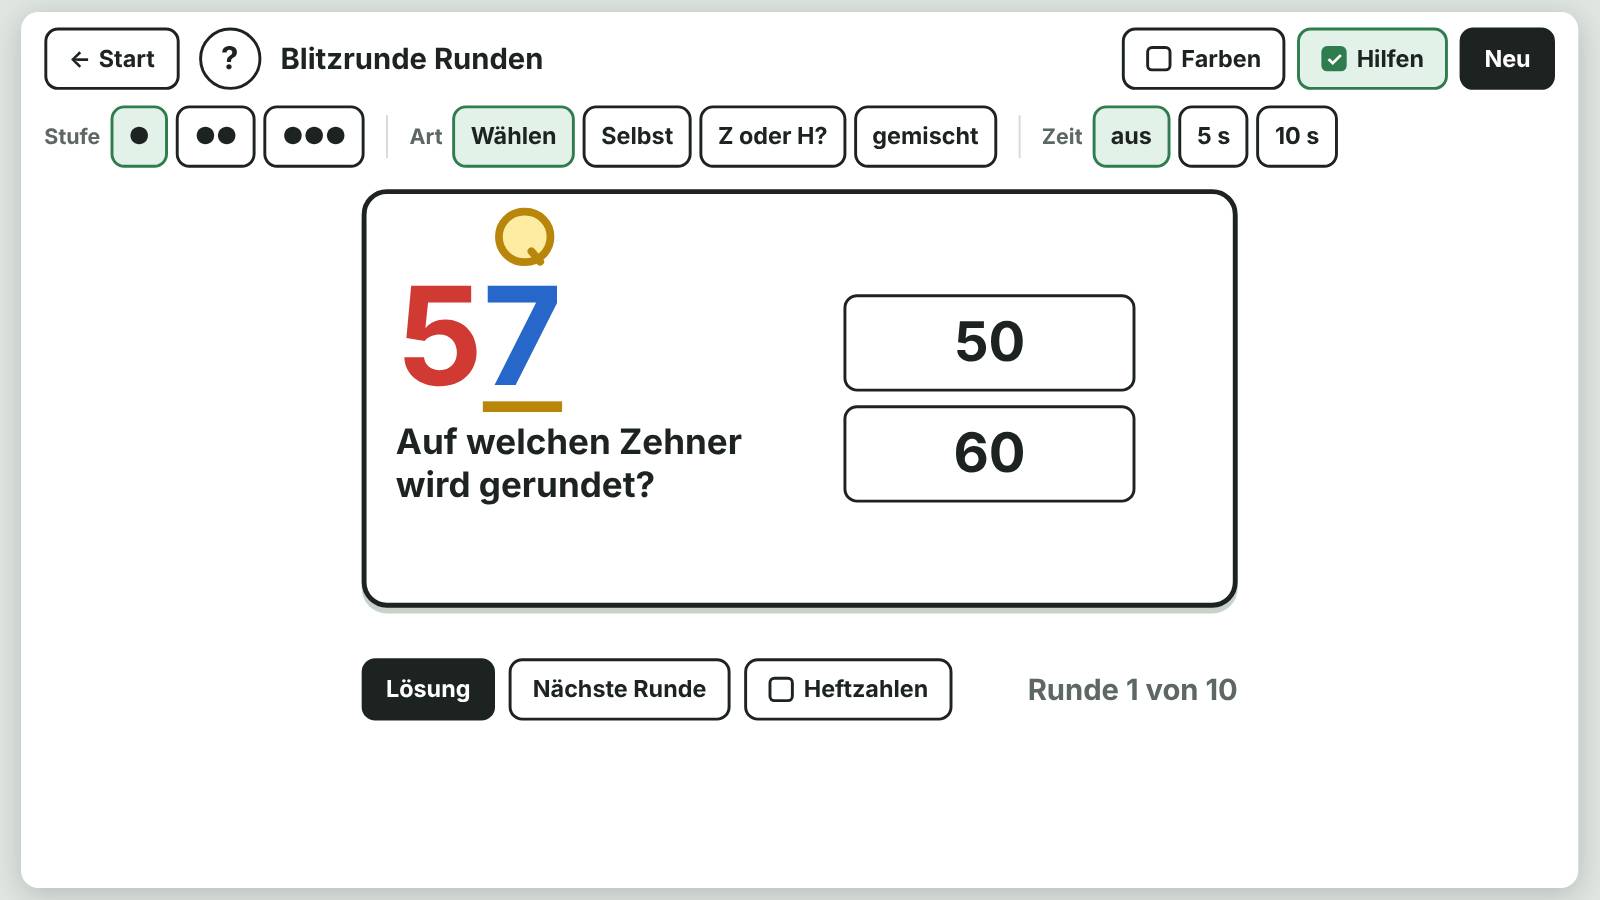 ← Start ? Blitzrunde Runden Farben Hilfen Neu
Stufe ● ●● ●●● Art Wählen Selbst Z oder H? gemischt Zeit aus 5 s 10 s
57
50
60
Auf welchen Zehner
wird gerundet?
Lösung Nächste Runde Heftzahlen Runde 1 von 10